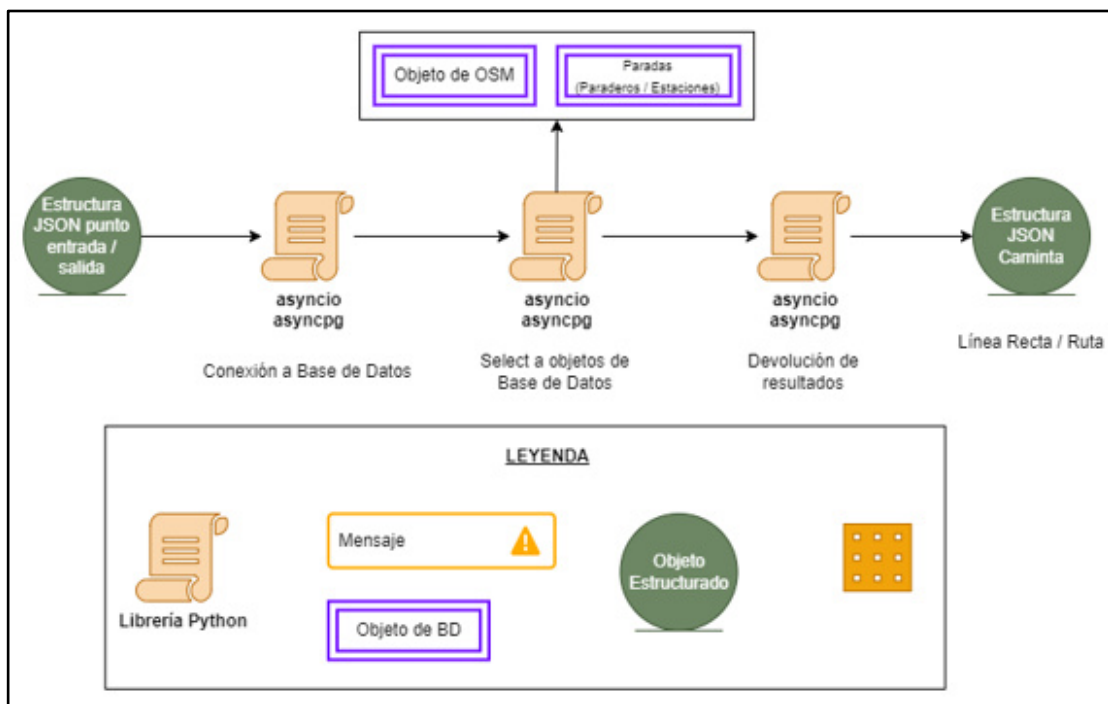 Objeto de OSM
Paradas
(Paraderos / Estaciones)
Estructura
JSON punto
entrada /
salida
asyncio
asyncpg
Conexión a Base de Datos
asyncio
asyncpg
Select a objetos de
Base de Datos
asyncio
asyncpg
Devolución de
resultados
Estructura
JSON
Caminta
Línea Recta / Ruta
LEYENDA
Librería Python
Mensaje
Objeto de BD
Objeto
Estructurado